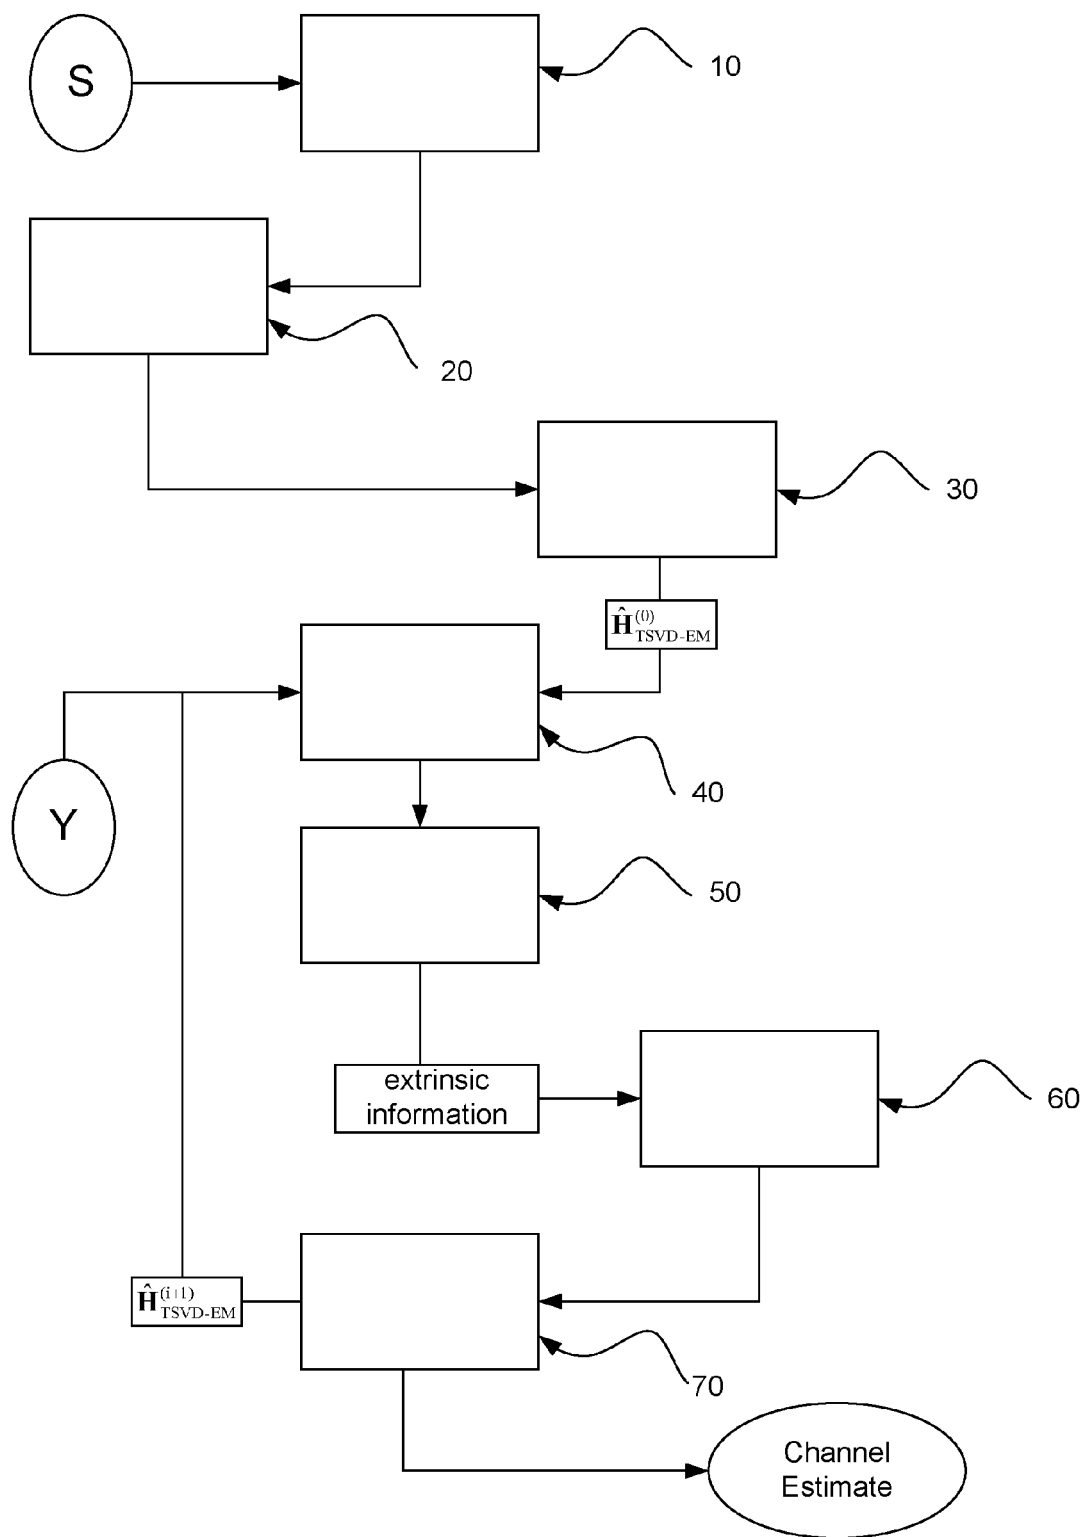 S
10
20
30
Ĥ(0)TSVD-EM
40
Y
50
extrinsic
information
60
Ĥ(i+1)TSVD-EM
70
Channel
Estimate